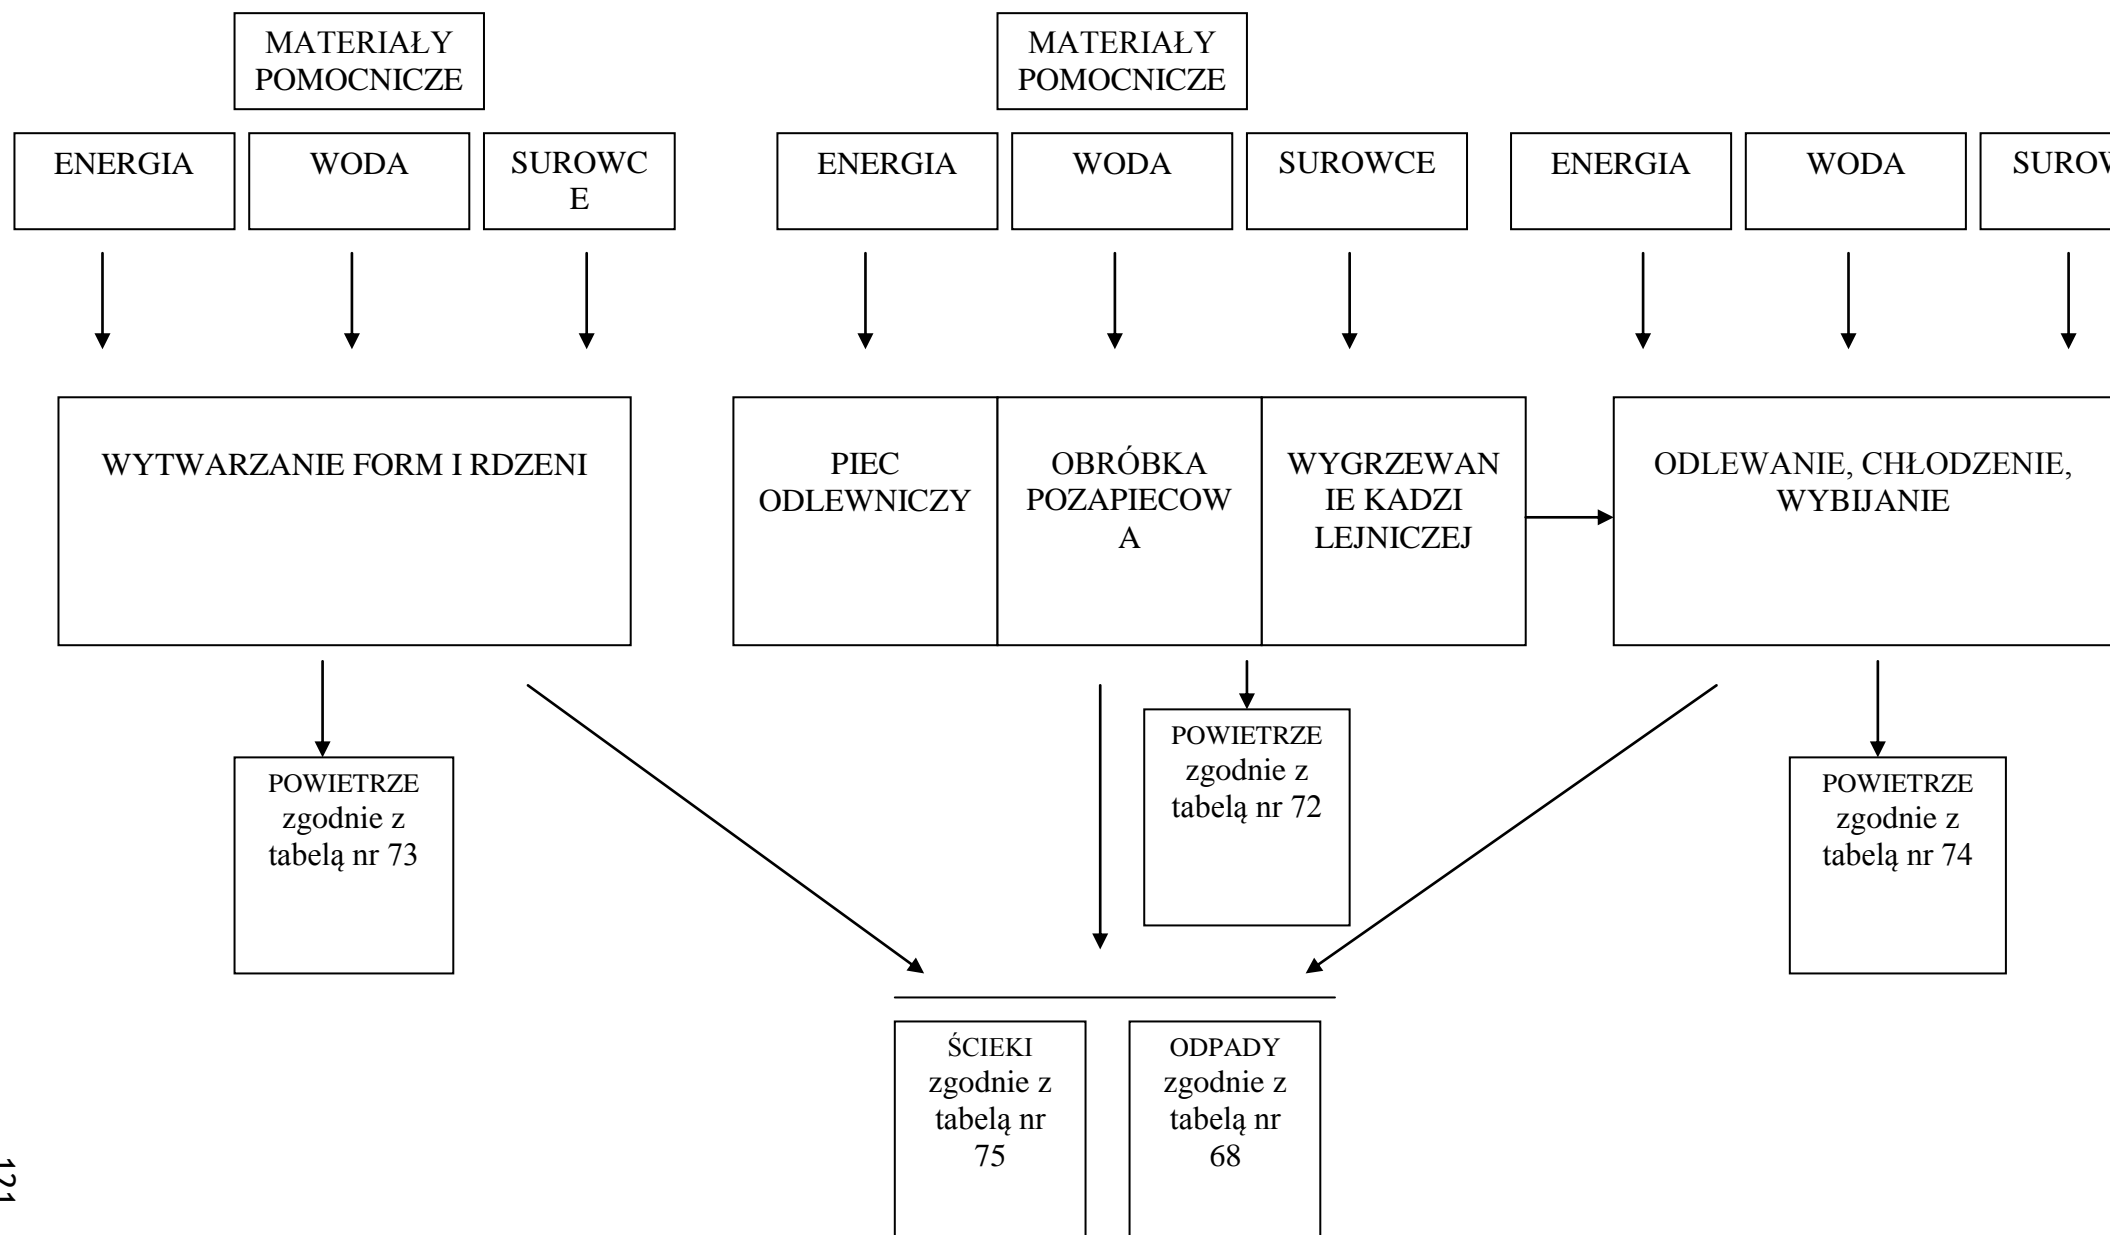 MATERIAŁY
POMOCNICZE
MATERIAŁY
POMOCNICZE
ENERGIA
WODA
SUROWC
E
ENERGIA
WODA
SUROWCE
ENERGIA
WODA
WYTWARZANIE FORM I RDZENI
PIEC
ODLEWNICZY
OBRÓBKA
POZAPIECOW
A
WYGRZEWAN
IE KADZI
LEJNICZEJ
ODLEWANIE, CHŁODZENIE,
WYBIJANIE
POWIETRZE
zgodnie z
tabelą nr 73
POWIETRZE
zgodnie z
tabelą nr 72
POWIETRZE
zgodnie z
tabelą nr 74
ŚCIEKI
zgodnie z
tabelą nr
75
ODPADY
zgodnie z
tabelą nr
68
121